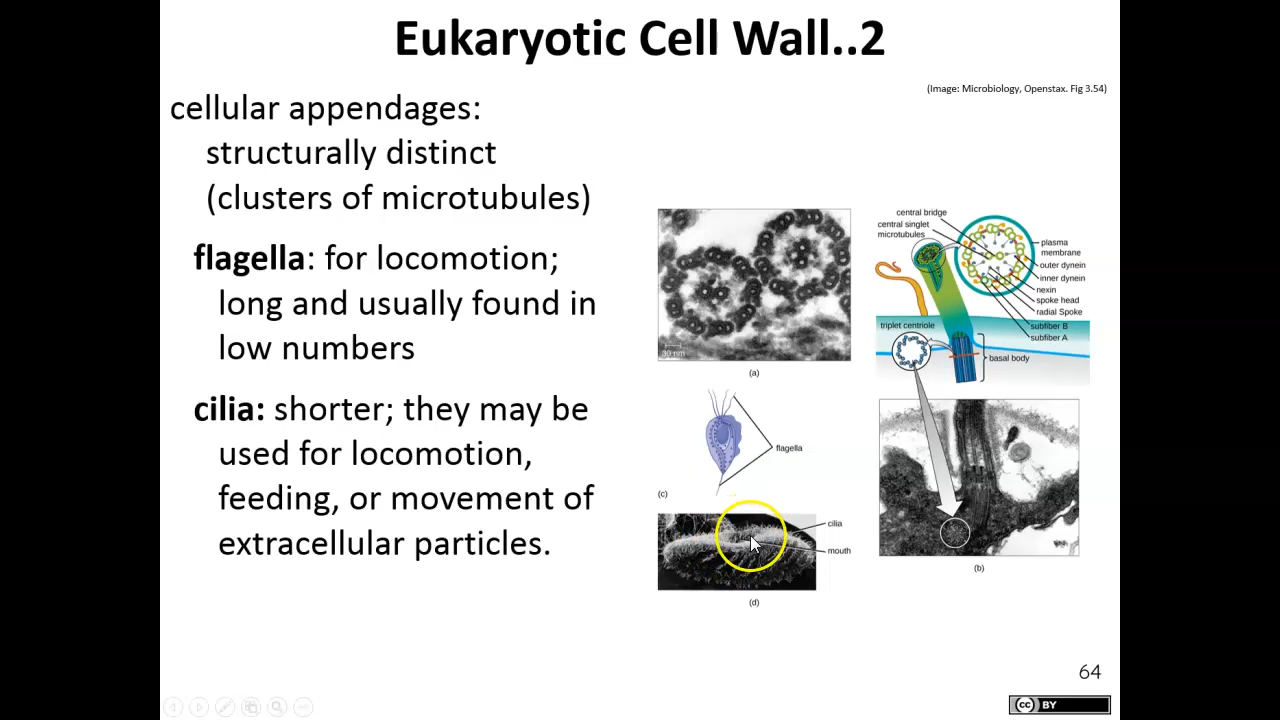 Eukaryotic Cell Wall..2
(Image: Microbiology, Openstax. Fig 3.54)
cellular appendages:
structurally distinct
(clusters of microtubules)
flagella: for locomotion;
long and usually found in
low numbers
cilia: shorter; they may be
used for locomotion,
feeding, or movement of
extracellular particles.
30 nm
(a)
central bridge
central singlet
microtubules
plasma
membrane
outer dynein
inner dynein
nexin
spoke head
radial Spoke
subfiber B
subfiber A
triplet centriole
basal body
flagella
(c)
cilia
mouth
(d)
(b)
64
cc BY